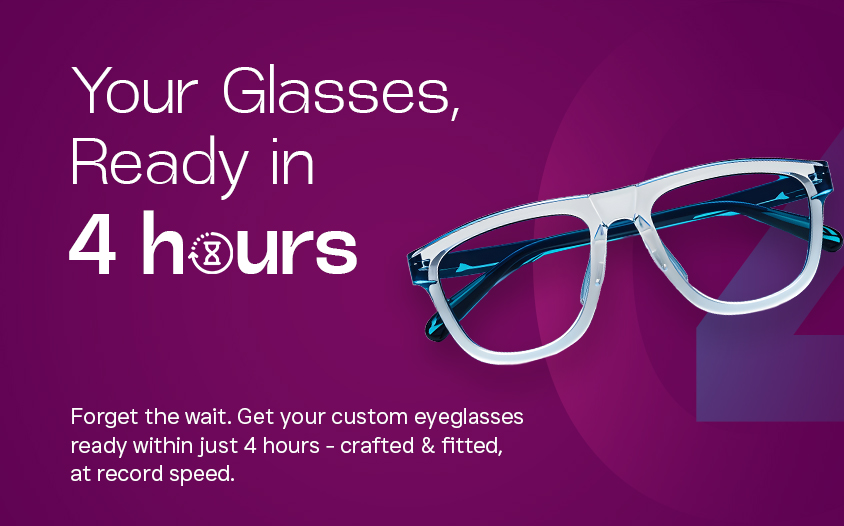 Your Glasses,
Ready in
4 hours
Forget the wait. Get your custom eyeglasses
ready within just 4 hours - crafted & fitted,
at record speed.